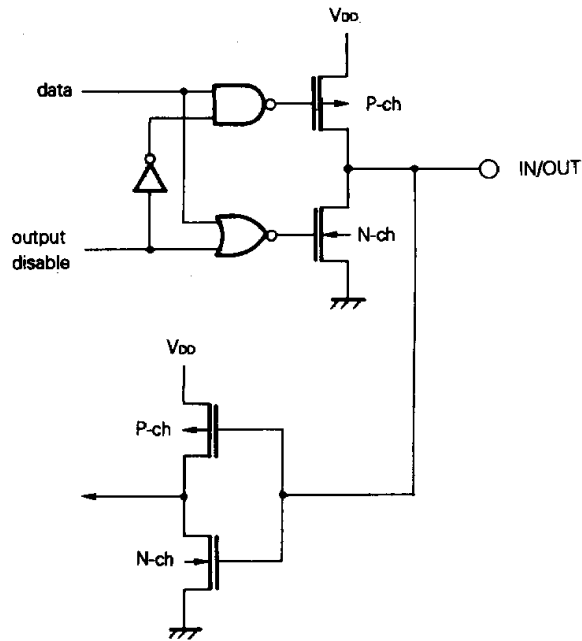 VDD
data
P-ch
IN/OUT
output
disable
N-ch
VDD
P-ch
N-ch